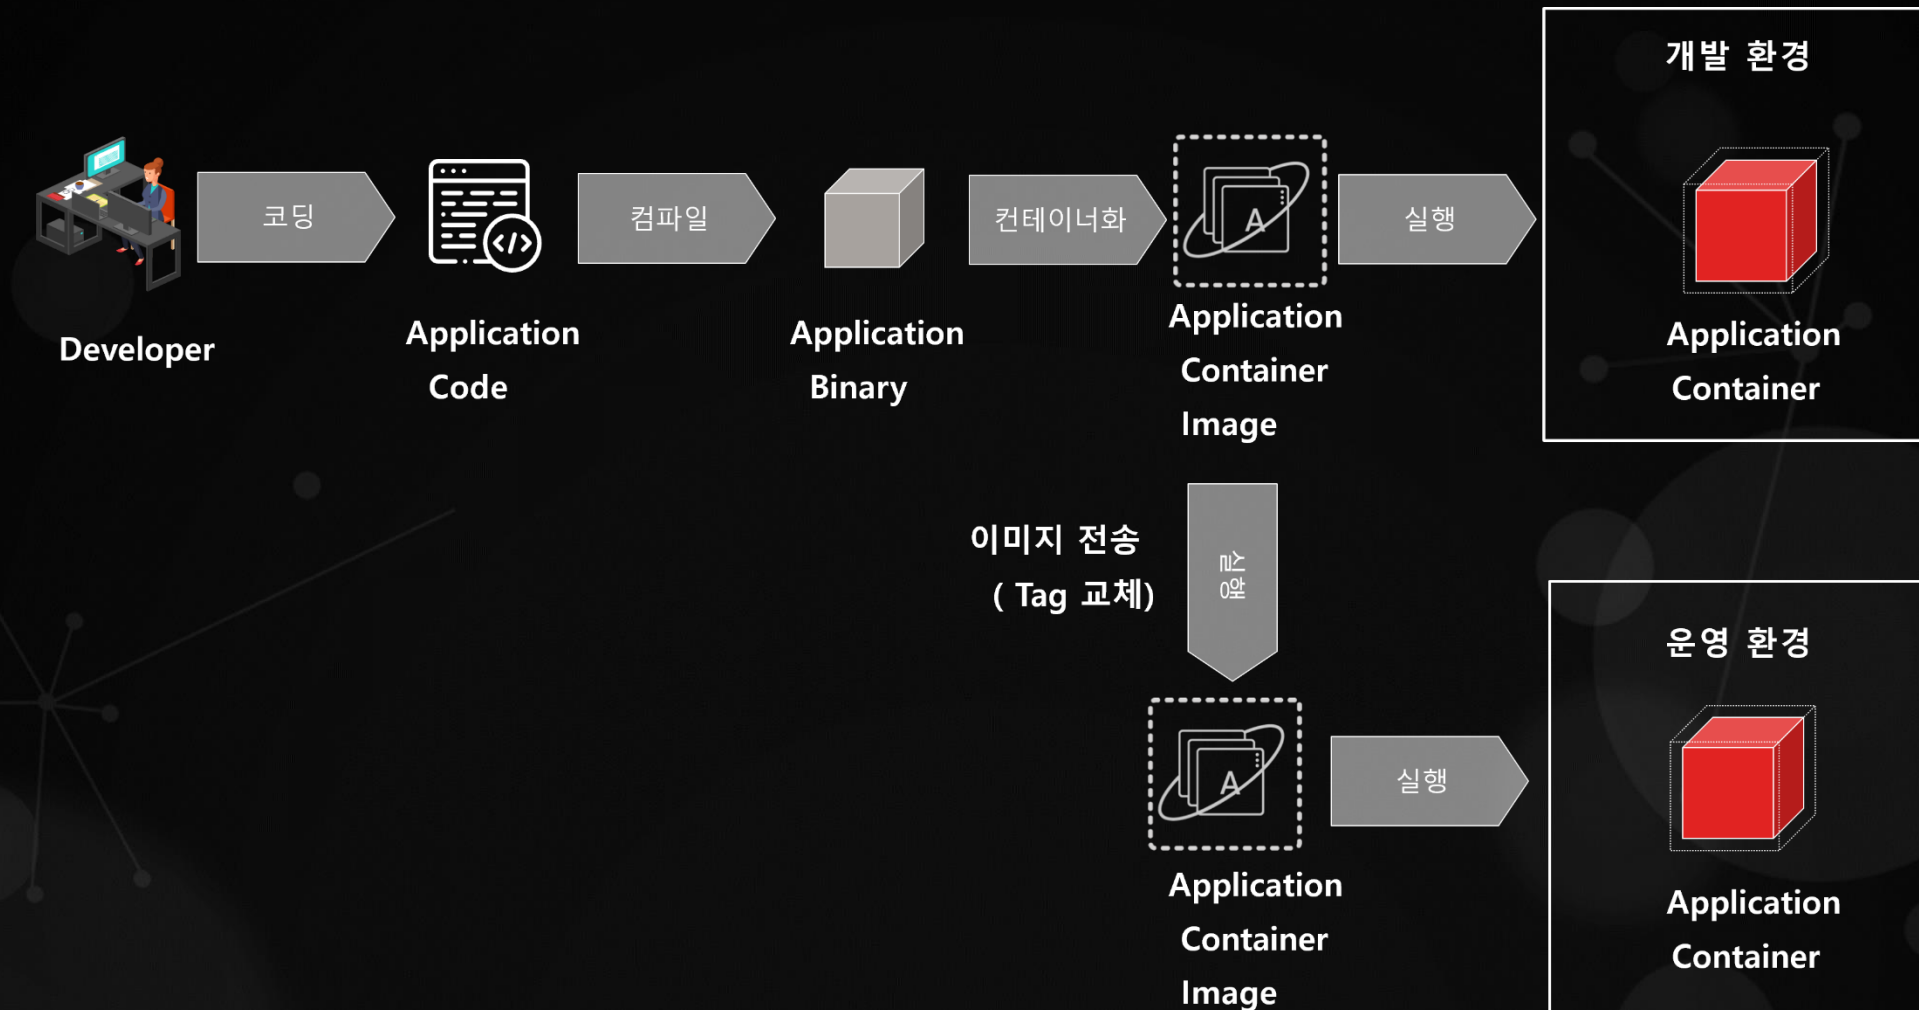 개발 환경
코딩
컴파일
컨테이너화
A
실행
</>
Developer
Application
Code
Application
Binary
Application
Container
Image
Application
Container
이미지 전송
( Tag 교체)
실행
운영 환경
A
실행
Application
Container
Image
Application
Container